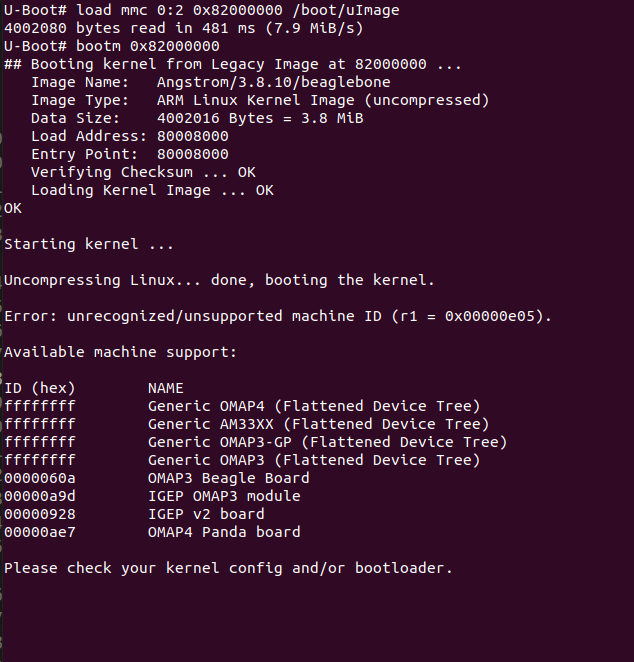 U-Boot# load mmc 0:2 0x82000000 /boot/uImage
4002080 bytes read in 481 ms (7.9 MiB/s)
U-Boot# bootm 0x82000000
## Booting kernel from Legacy Image at 82000000 ...
   Image Name:   Angstrom/3.8.10/beaglebone
   Image Type:   ARM Linux Kernel Image (uncompressed)
   Data Size:    4002016 Bytes = 3.8 MiB
   Load Address: 80008000
   Entry Point:  80008000
   Verifying Checksum ... OK
   Loading Kernel Image ... OK
OK
Starting kernel ...
Uncompressing Linux... done, booting the kernel.
Error: unrecognized/unsupported machine ID (r1 = 0x00000e05).
Available machine support:
ID (hex)        NAME
ffffffff        Generic OMAP4 (Flattened Device Tree)
ffffffff        Generic AM33XX (Flattened Device Tree)
ffffffff        Generic OMAP3-GP (Flattened Device Tree)
ffffffff        Generic OMAP3 (Flattened Device Tree)
0000060a        OMAP3 Beagle Board
00000a9d        IGEP OMAP3 module
00000928        IGEP v2 board
00000ae7        OMAP4 Panda board
Please check your kernel config and/or bootloader.